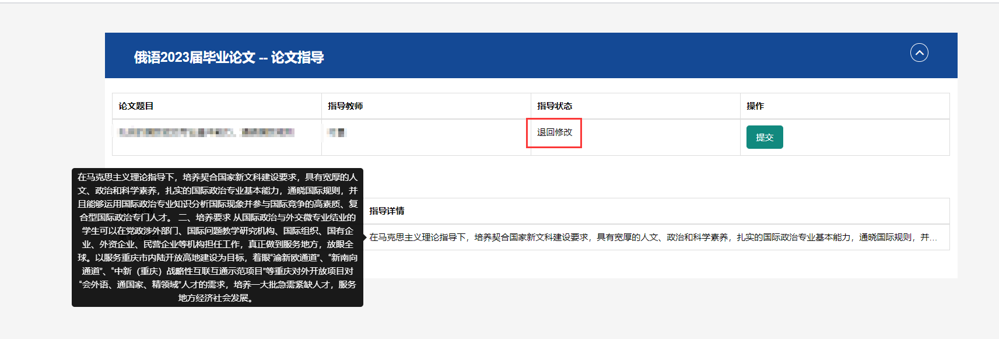 俄语2023届毕业论文 -- 论文指导
论文题目 指导教师 指导状态 操作
退回修改 提交
在马克思主义理论指导下，培养契合国家新文科建设要求，具有宽厚的人
文、政治和科学素养，扎实的国际政治专业基本能力，通晓国际规则，并
且能够运用国际政治专业知识分析国际现象并参与国际竞争的高素质、复
合型国际政治专门人才。 二、培养要求 从国际政治与外交微专业结业的
学生可以在党政涉外部门、国际问题教学研究机构、国际组织、国有企
业、外资企业、民营企业等机构担任工作，真正做到服务地方，放眼全
球。以服务重庆市内陆开放高地建设为目标，着眼“渝新欧通道”、“新南向
通道”、“中新（重庆）战略性互联互通示范项目”等重庆对外开放项目对
“会外语、通国家、精领域”人才的需求，培养一大批急需紧缺人才，服务
地方经济社会发展。
指导详情
在马克思主义理论指导下，培养契合国家新文科建设要求，具有宽厚的人文、政治和科学素养，扎实的国际政治专业基本能力，通晓国际规则，并...